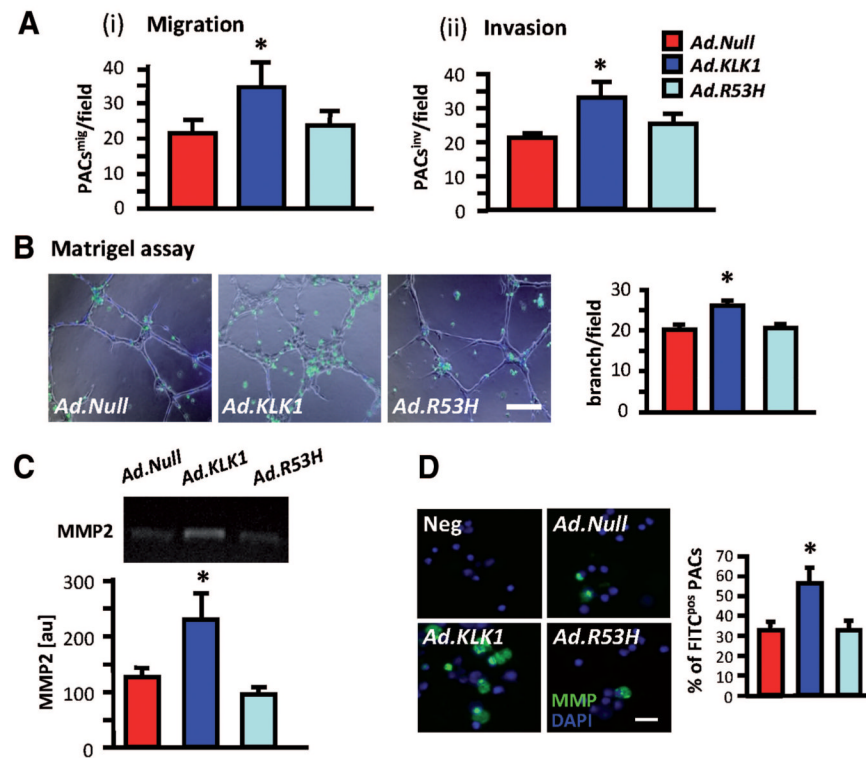 A
(i) Migration
*
PACsᵐⁱᵍ/field
40
30
20
10
0
(ii) Invasion
*
PACsⁱⁿᵛ/field
40
30
20
10
0
Ad.Null
Ad.KLK1
Ad.R53H
B Matrigel assay
Ad.Null
Ad.KLK1
Ad.R53H
*
branch/field
30
20
10
0
C
Ad.Null
Ad.KLK1
Ad.R53H
MMP2
*
MMP2 [au]
300
200
100
0
D
Neg
Ad.Null
Ad.KLK1
Ad.R53H
MMP
DAPI
*
% of FITCᵖᵒˢ PACs
70
60
50
40
30
20
10
0